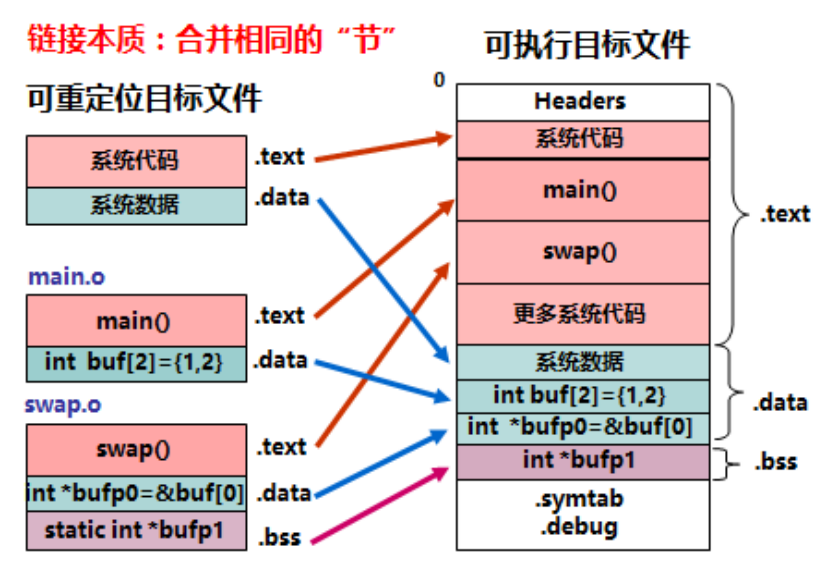 链接本质：合并相同的“节”
可重定位目标文件
系统代码 .text
系统数据 .data
main.o
main() .text
int buf[2]={1,2} .data
swap.o
swap() .text
int *bufp0=&buf[0] .data
static int *bufp1 .bss
可执行目标文件
0
Headers
系统代码
main()
swap()
更多系统代码
.text
系统数据
int buf[2]={1,2}
int *bufp0=&buf[0]
.data
int *bufp1 .bss
.symtab
.debug